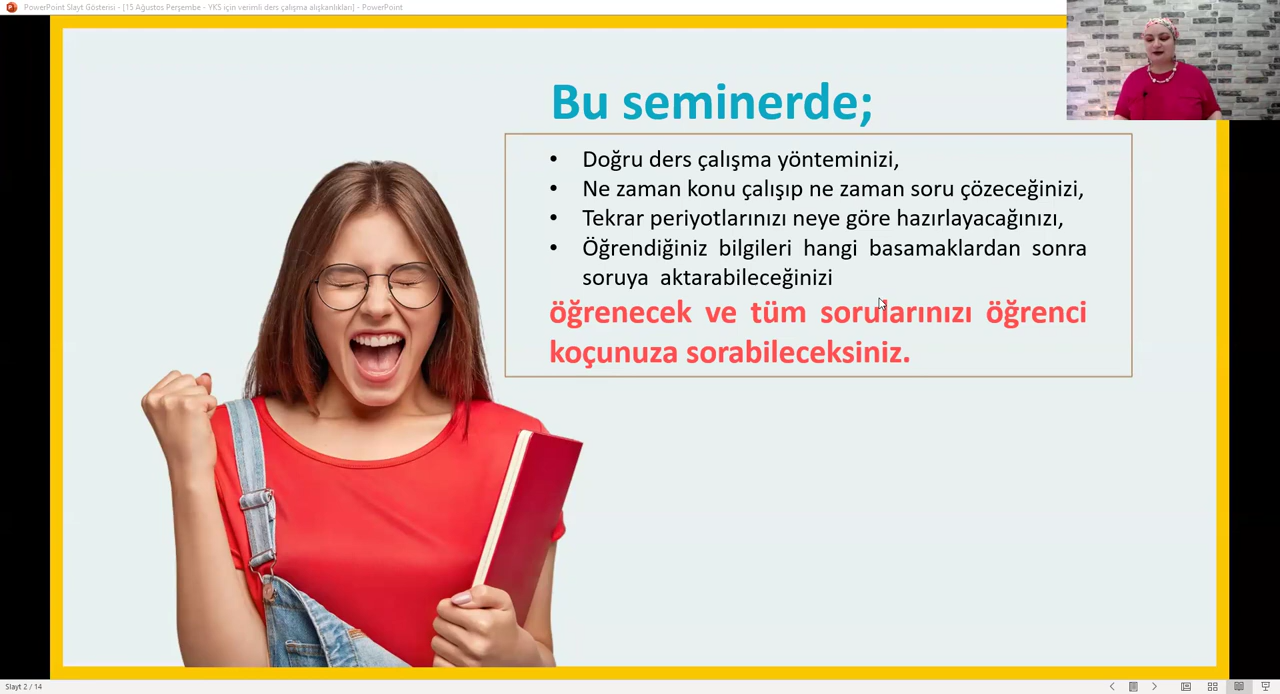 PowerPoint Slayt Gösterisi - [15 Ağustos Perşembe - YKS için verimli ders çalışma alışkanlıkları] - PowerPoint
Bu seminerde;
• Doğru ders çalışma yönteminizi,
• Ne zaman konu çalışıp ne zaman soru çözeceğinizi,
• Tekrar periyotlarınızı neye göre hazırlayacağınızı,
• Öğrendiğiniz bilgileri hangi basamaklardan sonra
soruya aktarabileceğinizi
öğrenecek ve tüm sorularınızı öğrenci
koçunuza sorabileceksiniz.
Slayt 2 / 14